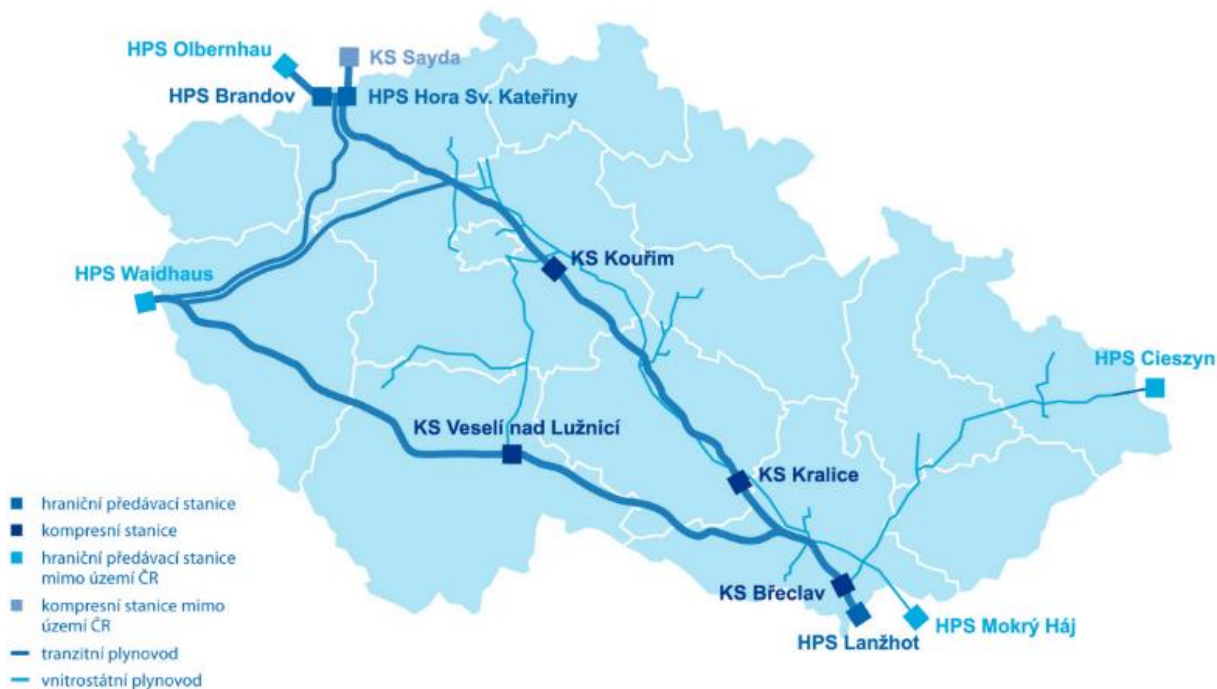 HPS Olbernhau
KS Sayda
HPS Brandov
HPS Hora Sv. Kateřiny
KS Kouřim
HPS Waidhaus
HPS Cieszyn
KS Veselí nad Lužnicí
KS Kralice
KS Břeclav
HPS Lanžhot
HPS Mokrý Háj
hraniční předávací stanice
kompresní stanice
hraniční předávací stanice
mimo území ČR
kompresní stanice mimo
území ČR
tranzitní plynovod
vnitrostátní plynovod